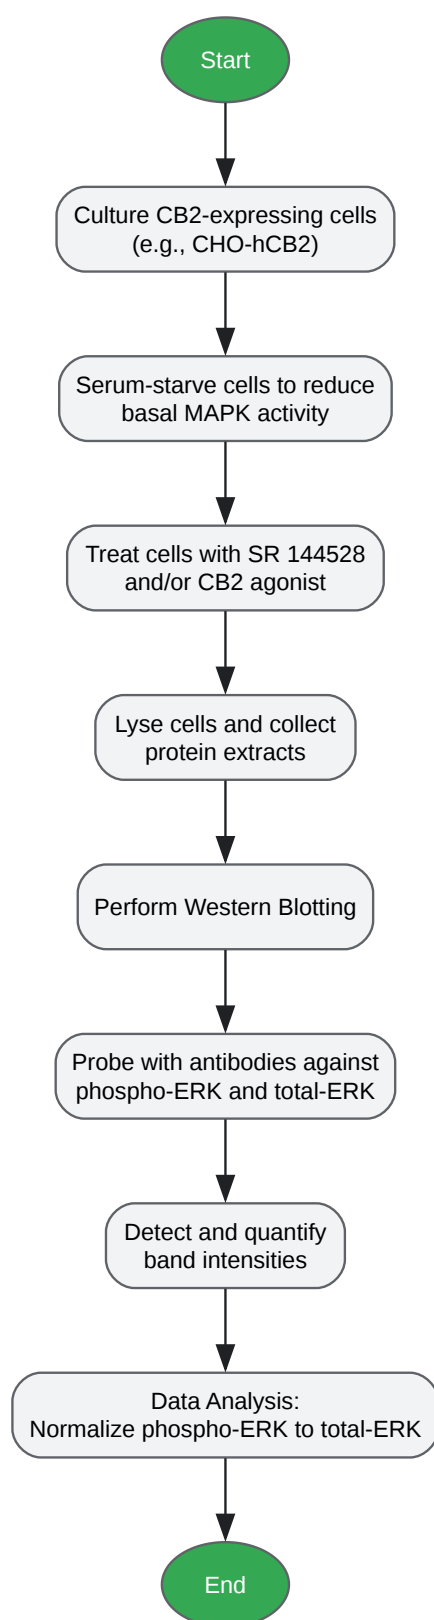 Start
Culture CB2-expressing cells
(e.g., CHO-hCB2)
Serum-starve cells to reduce
basal MAPK activity
Treat cells with SR 144528
and/or CB2 agonist
Lyse cells and collect
protein extracts
Perform Western Blotting
Probe with antibodies against
phospho-ERK and total-ERK
Detect and quantify
band intensities
Data Analysis:
Normalize phospho-ERK to total-ERK
End